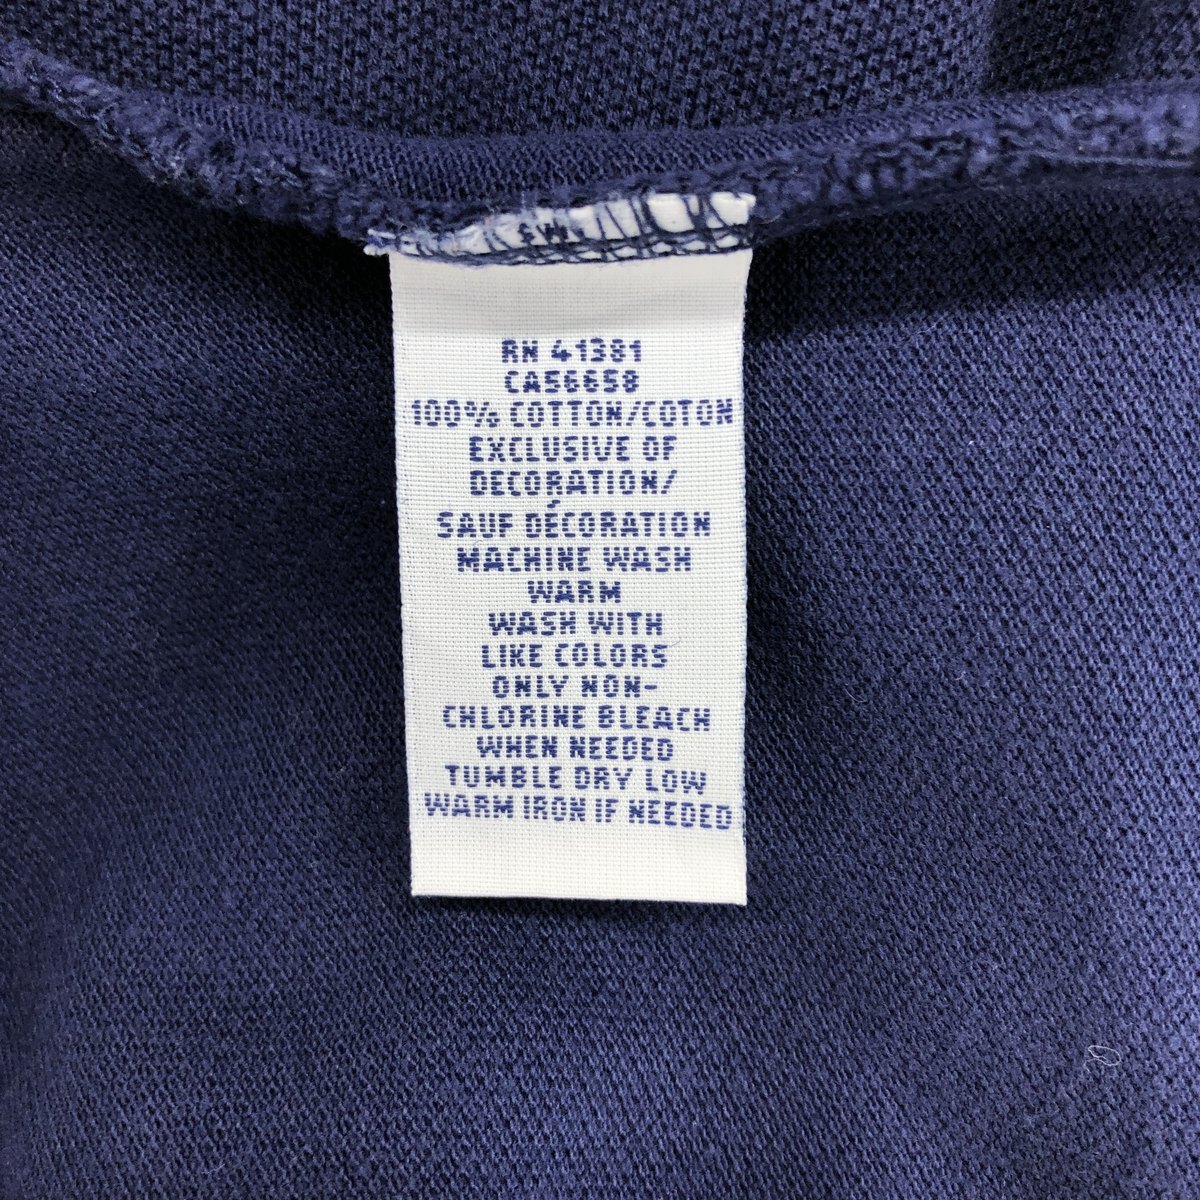 RN 41381
CA56658
100% COTTON/COTON
EXCLUSIVE OF
DECORATION/
SAUF DÉCORATION
MACHINE WASH
WARM
WASH WITH
LIKE COLORS
ONLY NON-
CHLORINE BLEACH
WHEN NEEDED
TUMBLE DRY LOW
WARM IRON IF NEEDED